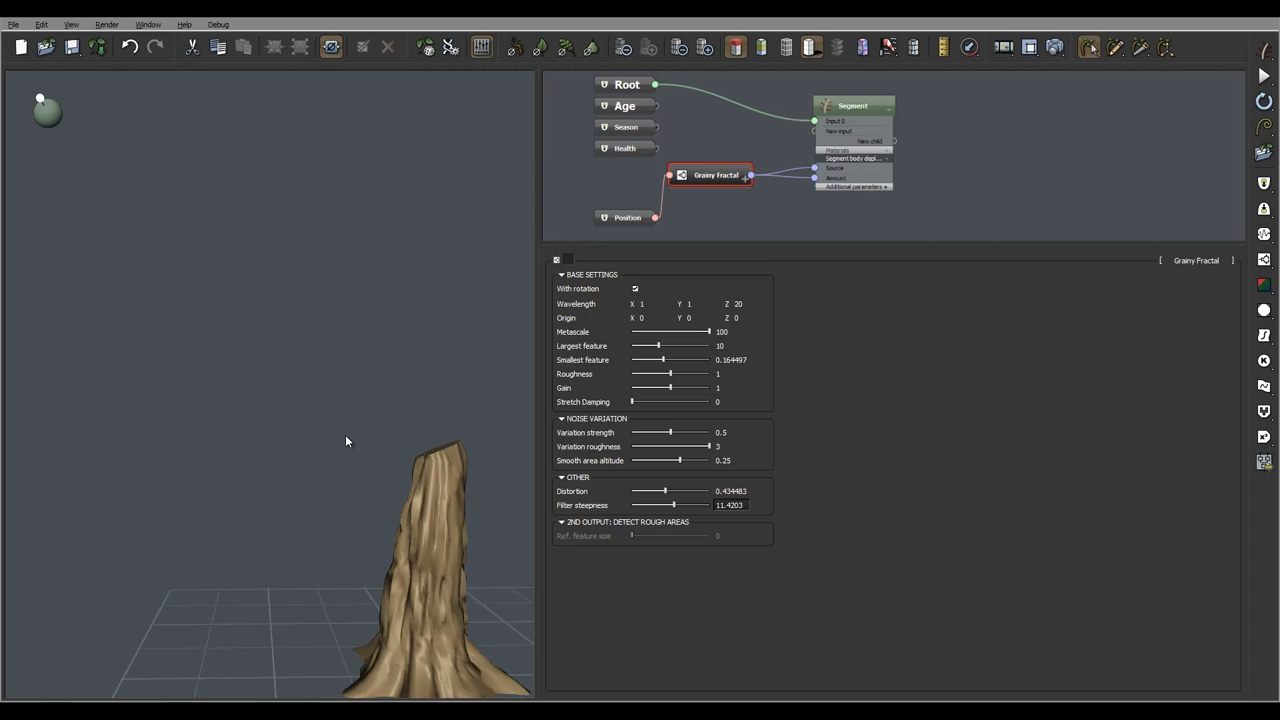 File Edit View Render Window Help Debug
Root
Age
Season
Health
Position
Grainy Fractal
Segment
Input 0
New input
New child
Materials
Segment body displ...
Source
Amount
Additional parameters +
[ Grainy Fractal ]
BASE SETTINGS
With rotation
Wavelength X 1 Y 1 Z 20
Origin X 0 Y 0 Z 0
Metascale 100
Largest feature 10
Smallest feature 0.164497
Roughness 1
Gain 1
Stretch Damping 0
NOISE VARIATION
Variation strength 0.5
Variation roughness 3
Smooth area altitude 0.25
OTHER
Distortion 0.434483
Filter steepness 11.4203
2ND OUTPUT: DETECT ROUGH AREAS
Ref. feature size 0